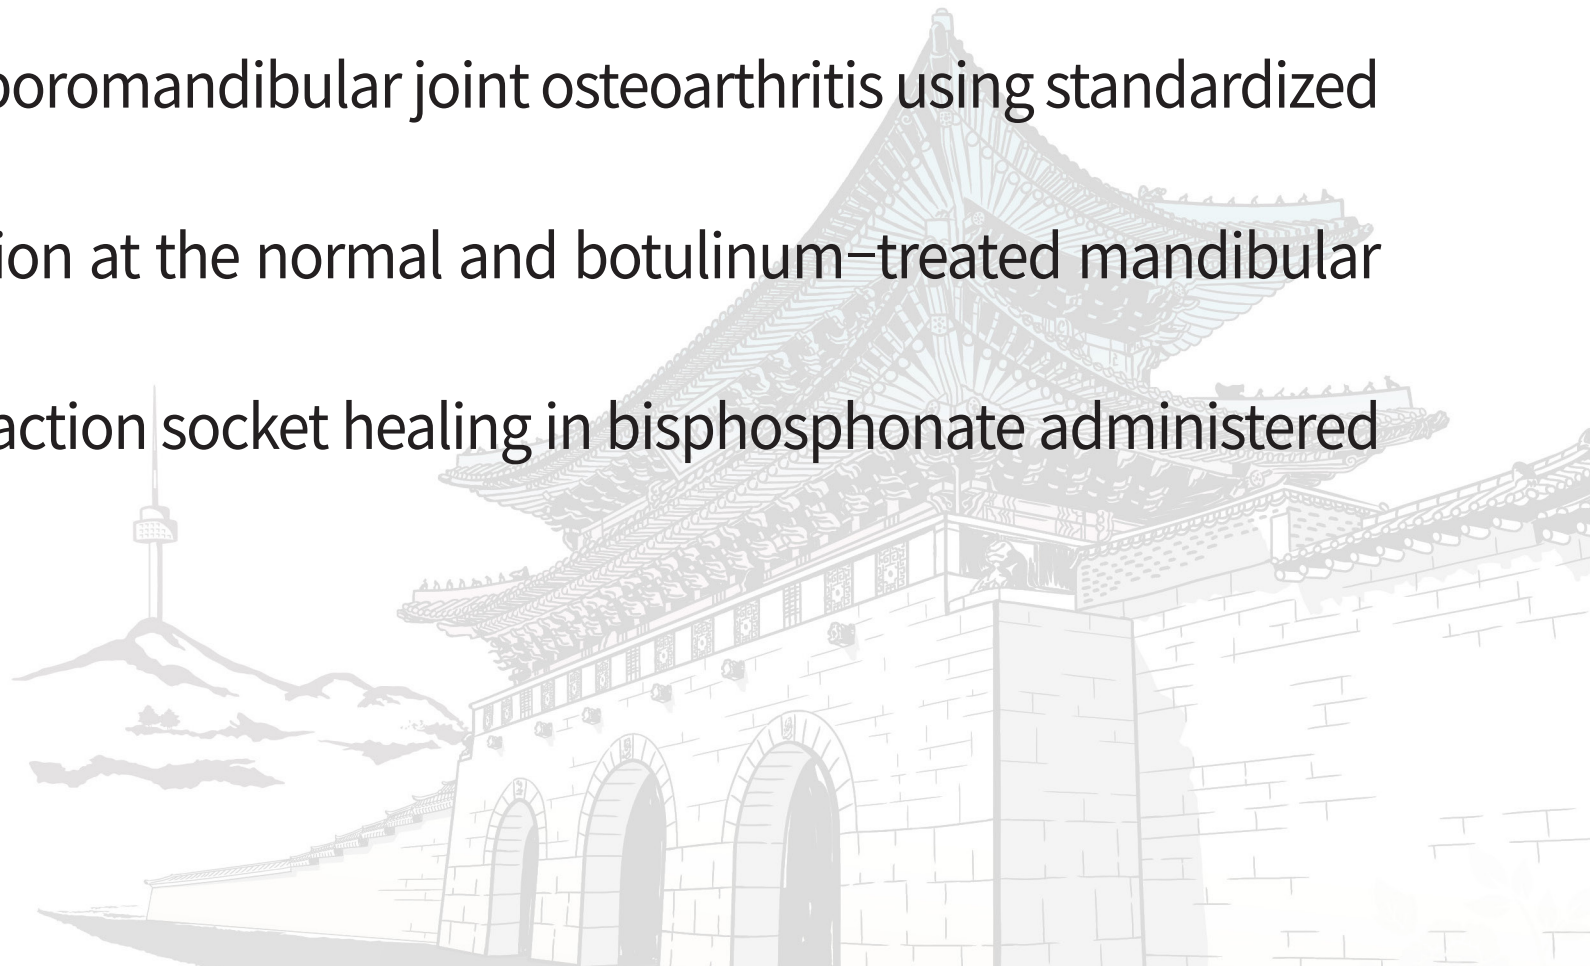 poromandibular joint osteoarthritis using standardized
ion at the normal and botulinum-treated mandibular
action socket healing in bisphosphonate administered